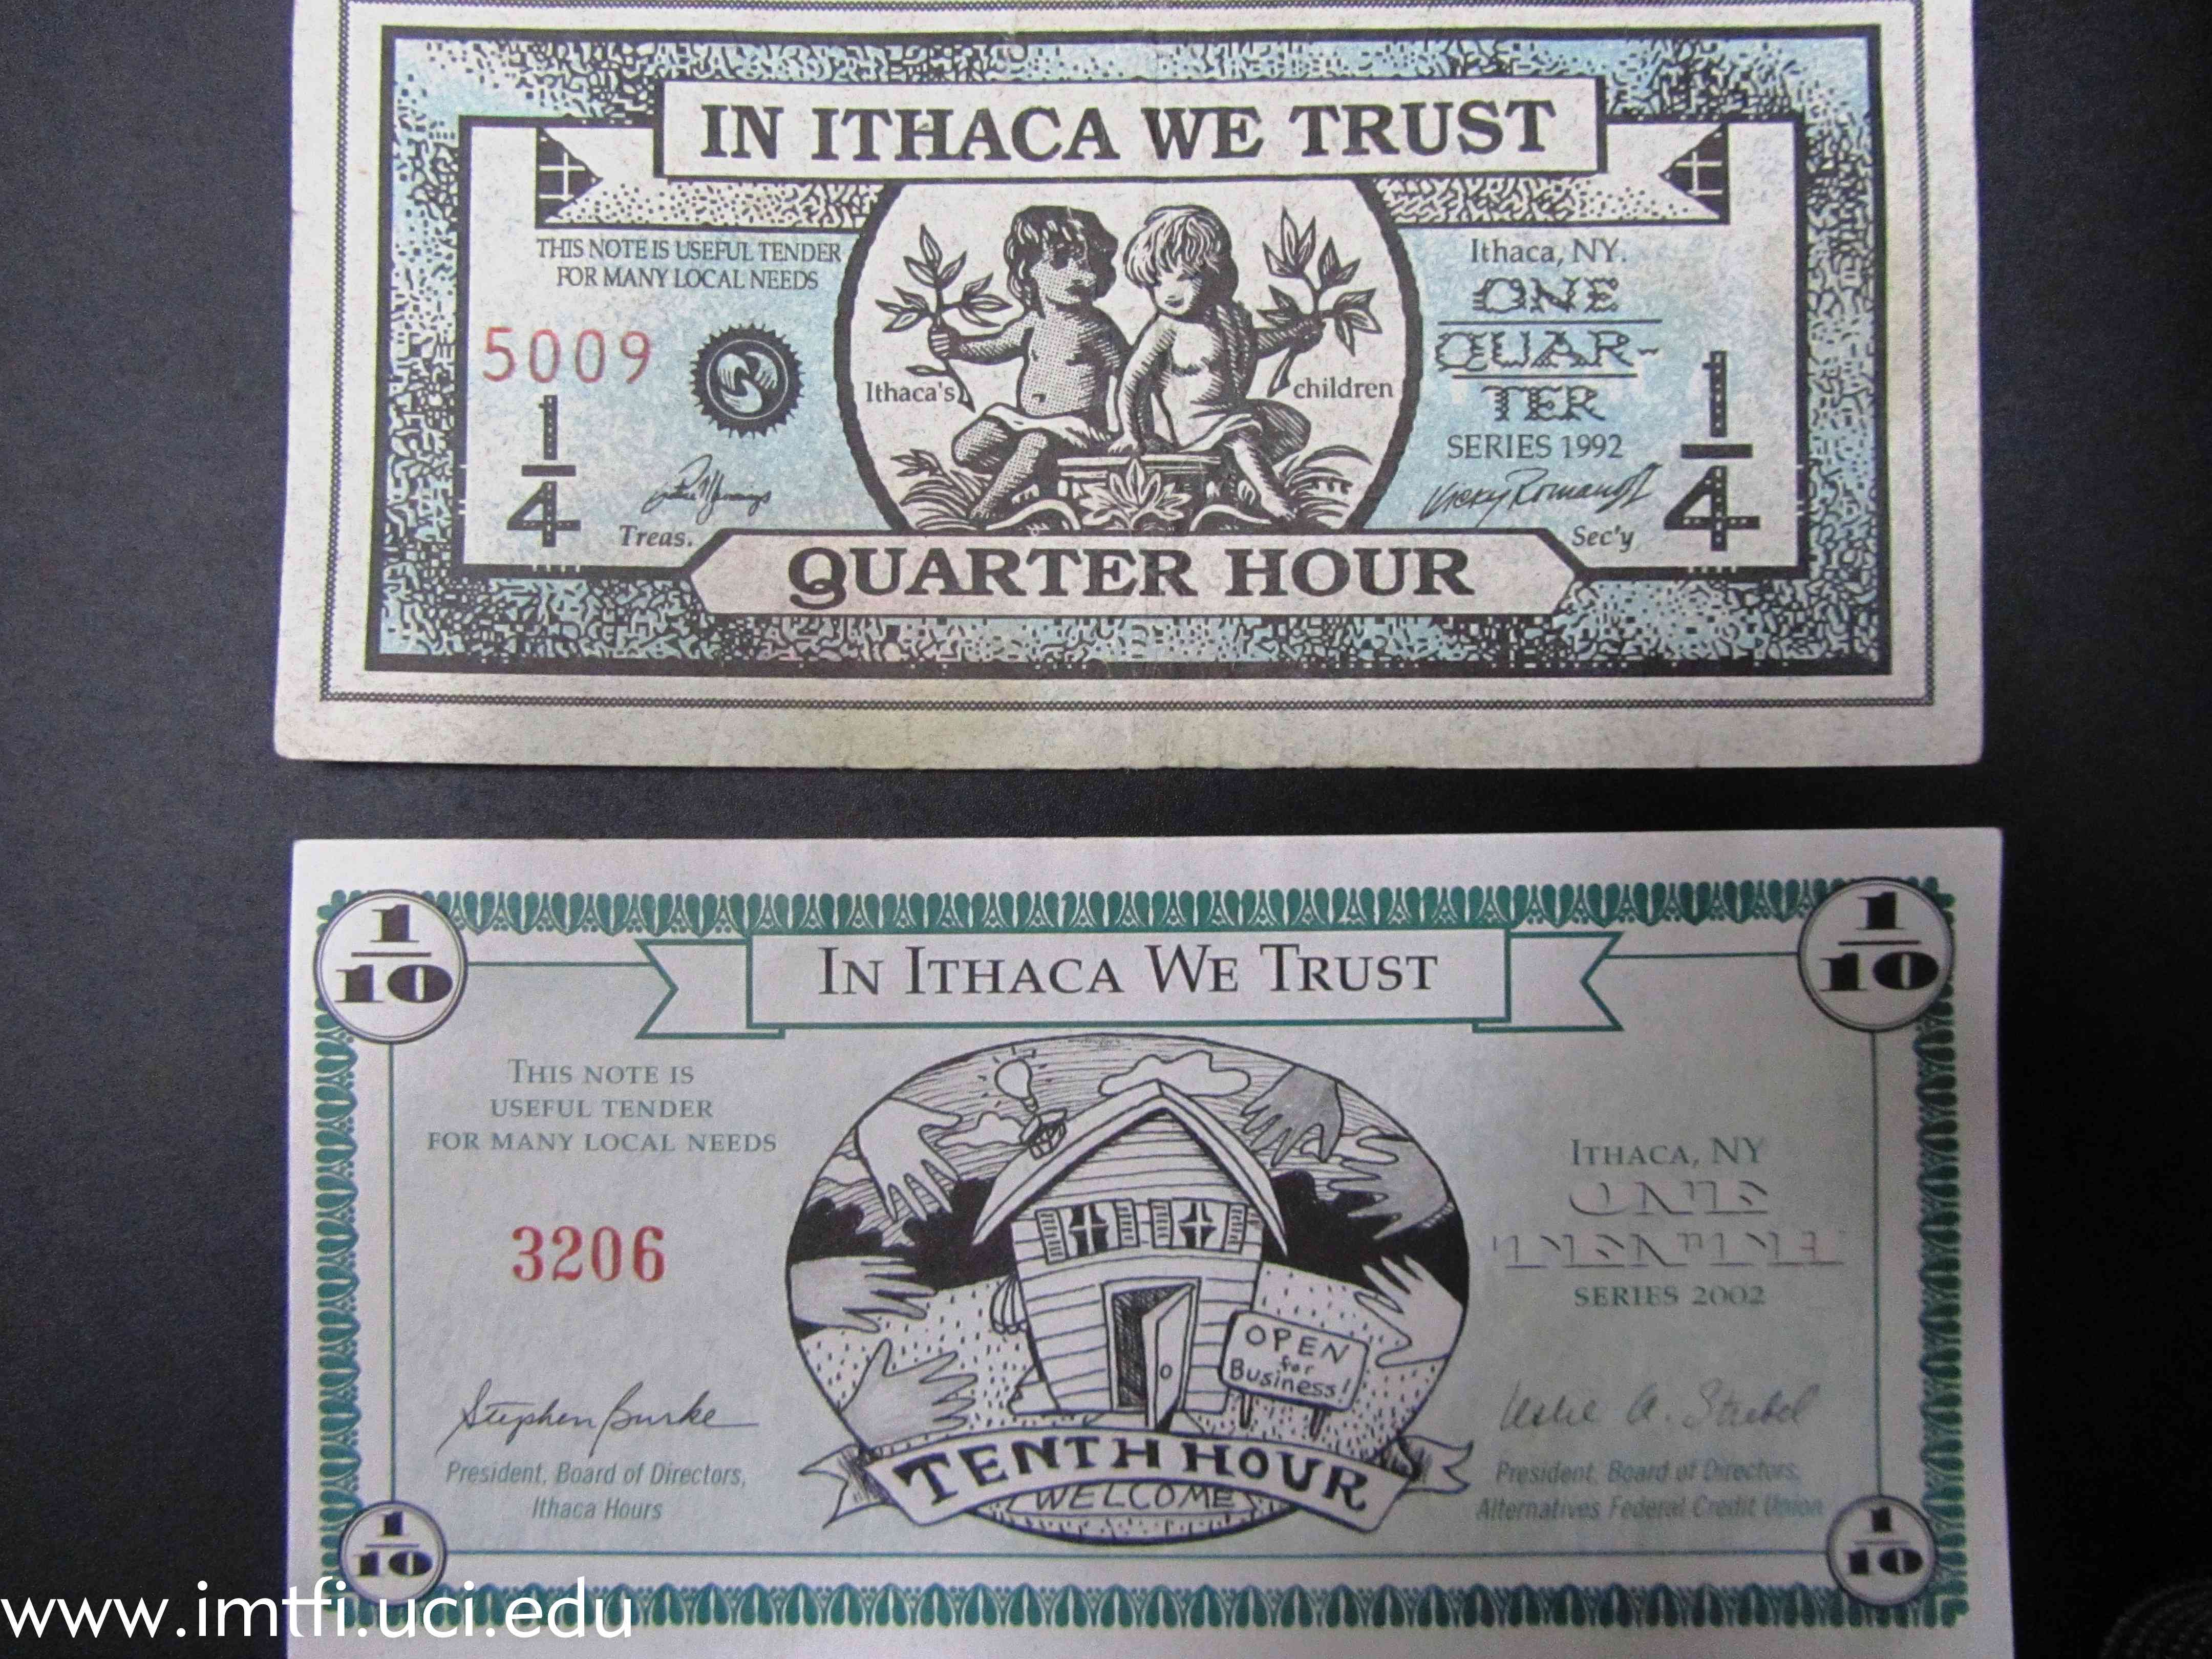 IN ITHACA WE TRUST
THIS NOTE IS USEFUL TENDER
FOR MANY LOCAL NEEDS
5009
1/4
Treas.
Ithaca's children
Ithaca, NY.
ONE
QUAR-
TER
SERIES 1992
1/4
Sec'y
QUARTER HOUR
1/10
1/10
IN ITHACA WE TRUST
THIS NOTE IS
USEFUL TENDER
FOR MANY LOCAL NEEDS
3206
Stephen Burke
President, Board of Directors,
Ithaca Hours
OPEN
for
Business!
TENTH HOUR
WELCOME
ITHACA, NY
ONE
TENTH
SERIES 2002
Leslie A. Strebel
President, Board of Directors,
Alternatives Federal Credit Union
1/10
1/10
www.imtfi.uci.edu